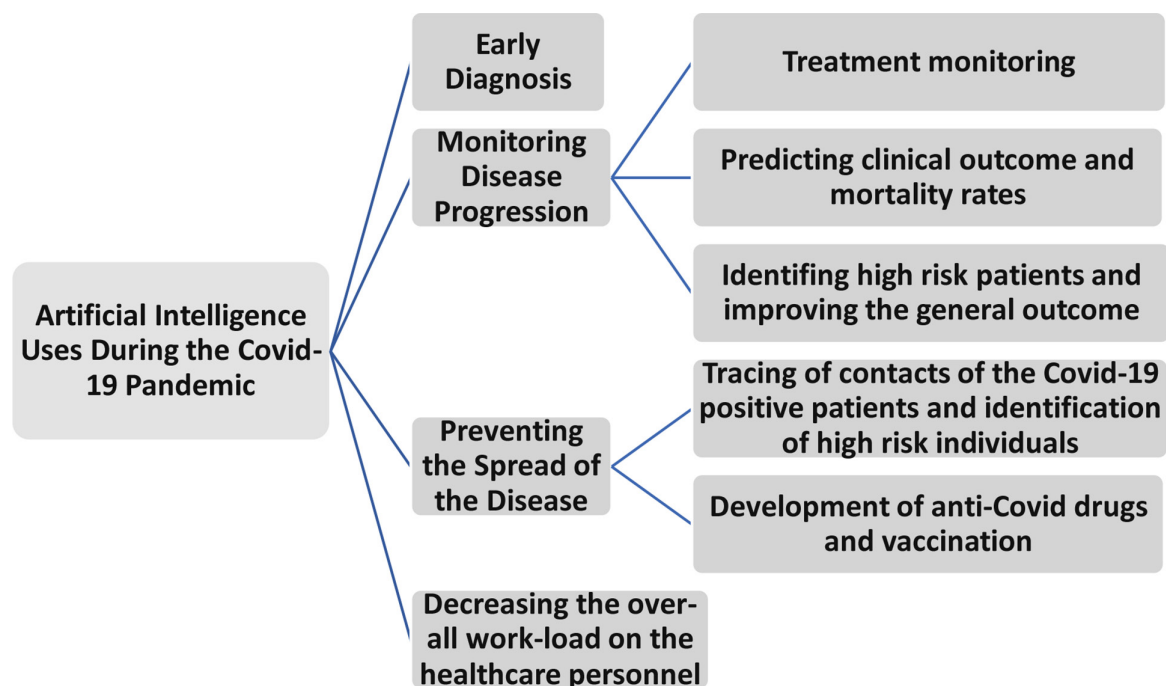 Early
Diagnosis
Treatment monitoring
Monitoring
Disease
Progression
Predicting clinical outcome and
mortality rates
Identifing high risk patients and
improving the general outcome
Artificial Intelligence
Uses During the Covid-
19 Pandemic
Tracing of contacts of the Covid-19
positive patients and identification
of high risk individuals
Preventing
the Spread of
the Disease
Development of anti-Covid drugs
and vaccination
Decreasing the over-
all work-load on the
healthcare personnel